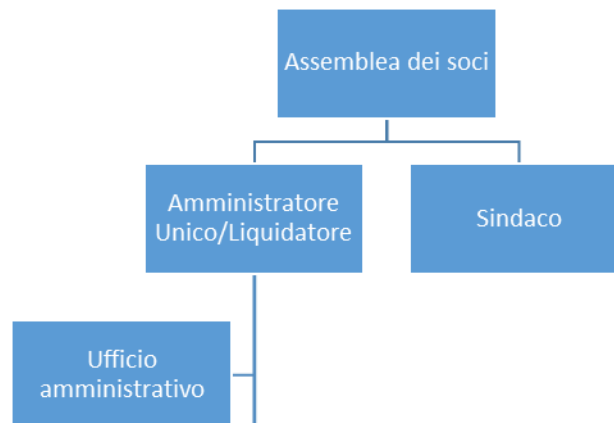 Assemblea dei soci
Amministratore
Unico/Liquidatore
Sindaco
Ufficio
amministrativo